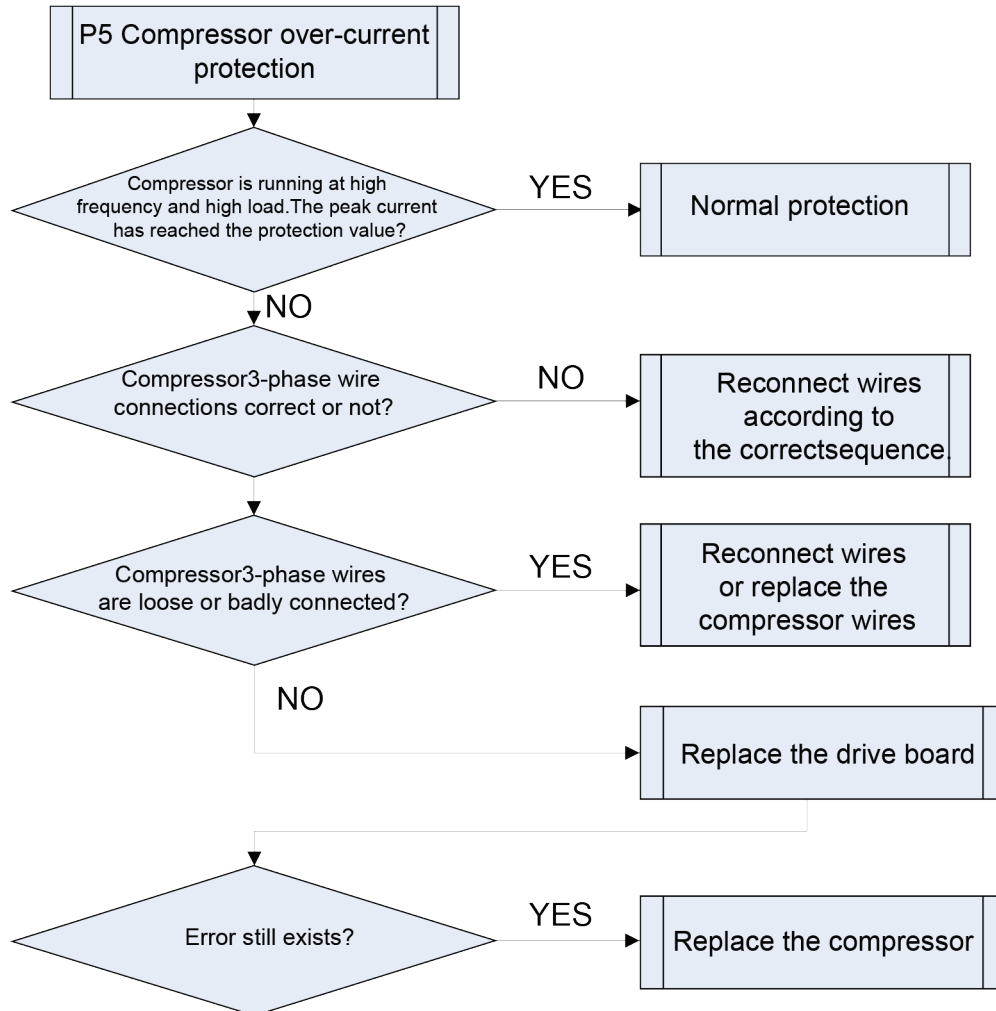 P5 Compressor over-current
protection
Compressor is running at high
frequency and high load.The peak current
has reached the protection value?
YES
Normal protection
NO
Compressor3-phase wire
connections correct or not?
NO
Reconnect wires
according to
the correctsequence.
Compressor3-phase wires
are loose or badly connected?
YES
Reconnect wires
or replace the
compressor wires
NO
Replace the drive board
Error still exists?
YES
Replace the compressor